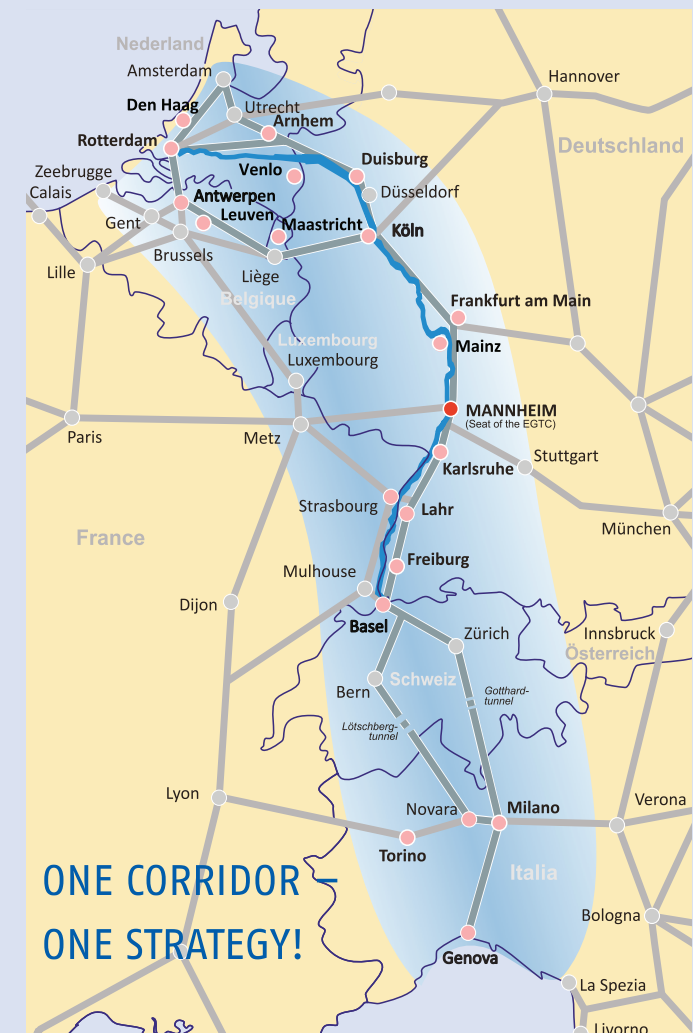 Nederland
Amsterdam
Hannover
Den Haag
Utrecht
Arnhem
Rotterdam
Deutschland
Duisburg
Zeebrugge
Venlo
Calais
Düsseldorf
Antwerpen
Leuven
Gent
Maastricht
Köln
Brussels
Lille
Liège
Belgique
Frankfurt am Main
Luxembourg
Mainz
Luxembourg
MANNHEIM
(Seat of the EGTC)
Paris
Metz
Stuttgart
Karlsruhe
Strasbourg
Lahr
München
France
Freiburg
Mulhouse
Dijon
Basel
Zürich
Innsbruck
Österreich
Schweiz
Bern
Gotthard-
tunnel
Lötschberg-
tunnel
Lyon
Novara
Milano
Verona
Torino
ONE CORRIDOR –
Italia
ONE STRATEGY!
Bologna
Genova
La Spezia
Livorno